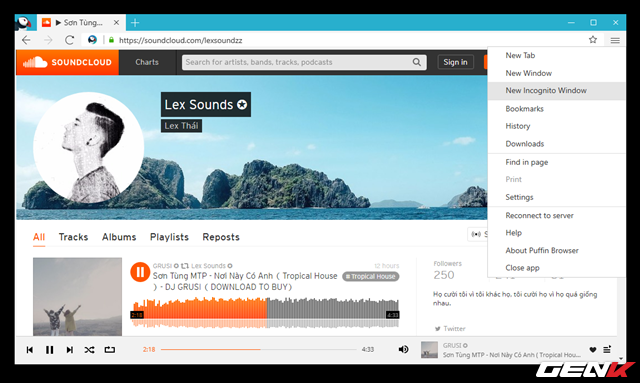 ▶ Sơn Tùng...
https://soundcloud.com/lexsoundzz
SOUNDCLOUD
Charts
Search for artists, bands, tracks, podcasts
Sign in
New Tab
New Window
New Incognito Window
Bookmarks
History
Downloads
Find in page
Print
Settings
Reconnect to server
Help
About Puffin Browser
Close app
Lex Sounds
Lex Thái
All
Tracks
Albums
Playlists
Reposts
GRUSI Lex Sounds
12 hours
Sơn Tùng MTP - Nơi Này Có Anh ( Tropical House
) - DJ GRUSI ( DOWNLOAD TO BUY)
# Tropical House
2:18
4:33
Followers
250
Họ cười tôi vì tôi khác họ, tôi cười họ vì họ quá giống
nhau.
Twitter
2:18
4:33
GRUSI
Sơn Tùng MTP - Nơi Này Có Anh ( Tropical Hou...
GENK